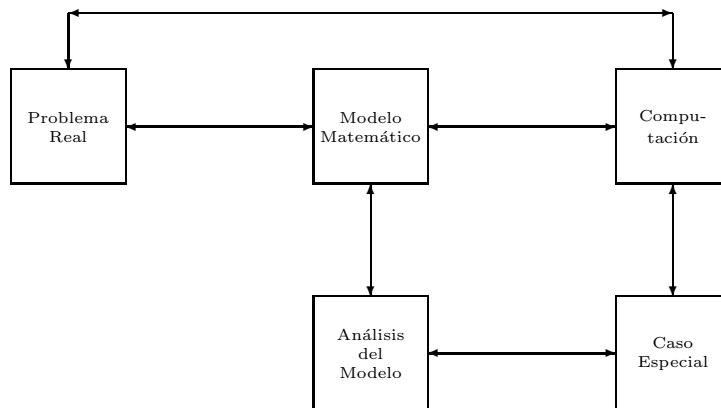 Problema
Real
Modelo
Matemático
Compu-
tación
Análisis
del
Modelo
Caso
Especial